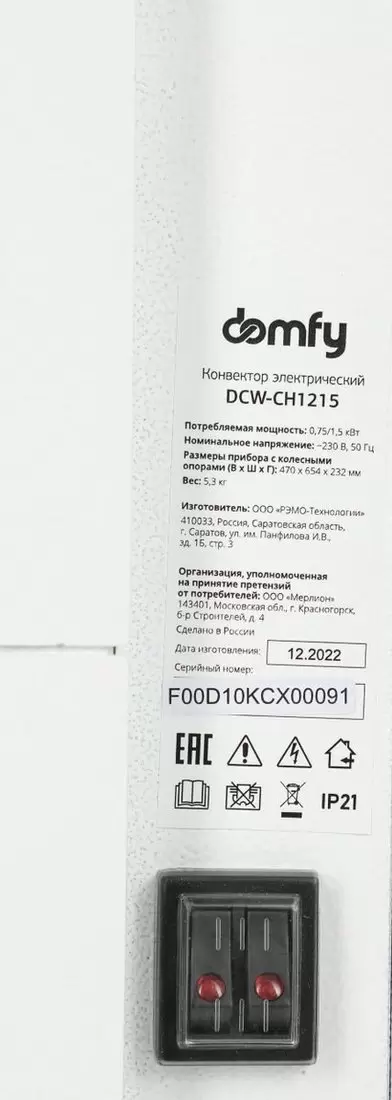 domfy
Конвектор электрический
DCW-CH1215
Потребляемая мощность: 0,75/1,5 кВт
Номинальное напряжение: ~230 В, 50 Гц
Размеры прибора с колесными
опорами (В х Ш х Г): 470 х 654 х 232 мм
Вес: 5,3 кг
Изготовитель: ООО «РЭМО-Технологии»
410033, Россия, Саратовская область,
г. Саратов, ул. им. Панфилова И.В.,
зд. 1Б, стр. 3
Организация, уполномоченная
на принятие претензий
от потребителей: ООО «Мерлион»
143401, Московская обл., г. Красногорск,
б-р Строителей, д. 4
Сделано в России
Дата изготовления: 12.2022
Серийный номер:
F00D10KCX00091
EAC
IP21